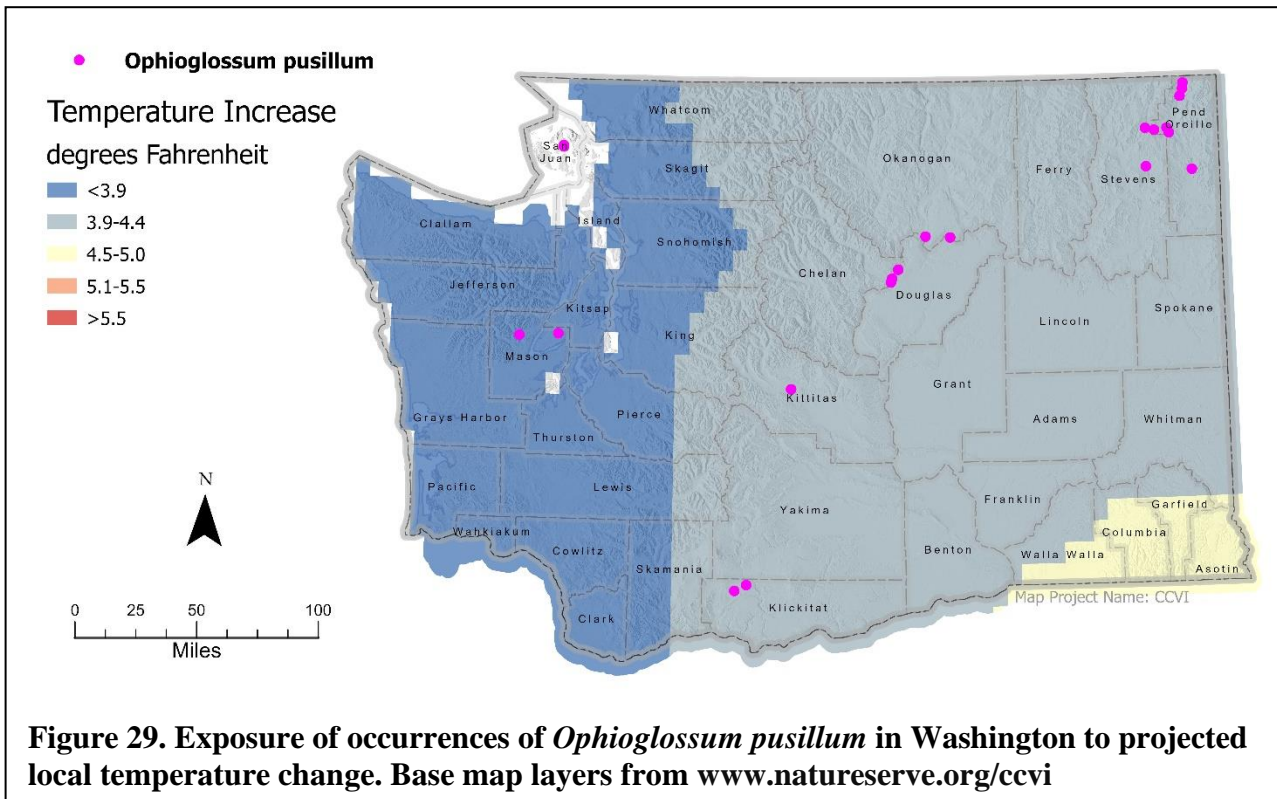 Ophioglossum pusillum
Temperature Increase
degrees Fahrenheit
<3.9
3.9-4.4
4.5-5.0
5.1-5.5
>5.5
N
0 25 50 100
Miles
Whatcom
San
Juan
Skagit
Island
Clallam
Snohomish
Jefferson
Kitsap
King
Mason
Grays Harbor
Pierce
Thurston
Pacific
Lewis
Wahkiakum
Cowlitz
Skamania
Clark
Okanogan
Ferry
Stevens
Pend
Oreille
Chelan
Douglas
Lincoln
Spokane
Grant
Kittitas
Adams
Whitman
Yakima
Franklin
Garfield
Columbia
Benton
Walla Walla
Asotin
Klickitat
Map Project Name: CCVI
Figure 29. Exposure of occurrences of Ophioglossum pusillum in Washington to projected
local temperature change. Base map layers from www.natureserve.org/ccvi